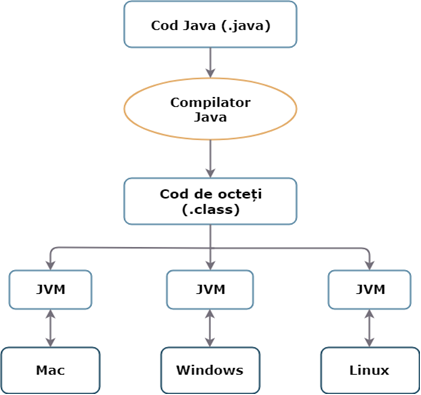 Cod Java (.java)
Compilator
Java
Cod de octeți
(.class)
JVM
JVM
JVM
Mac
Windows
Linux